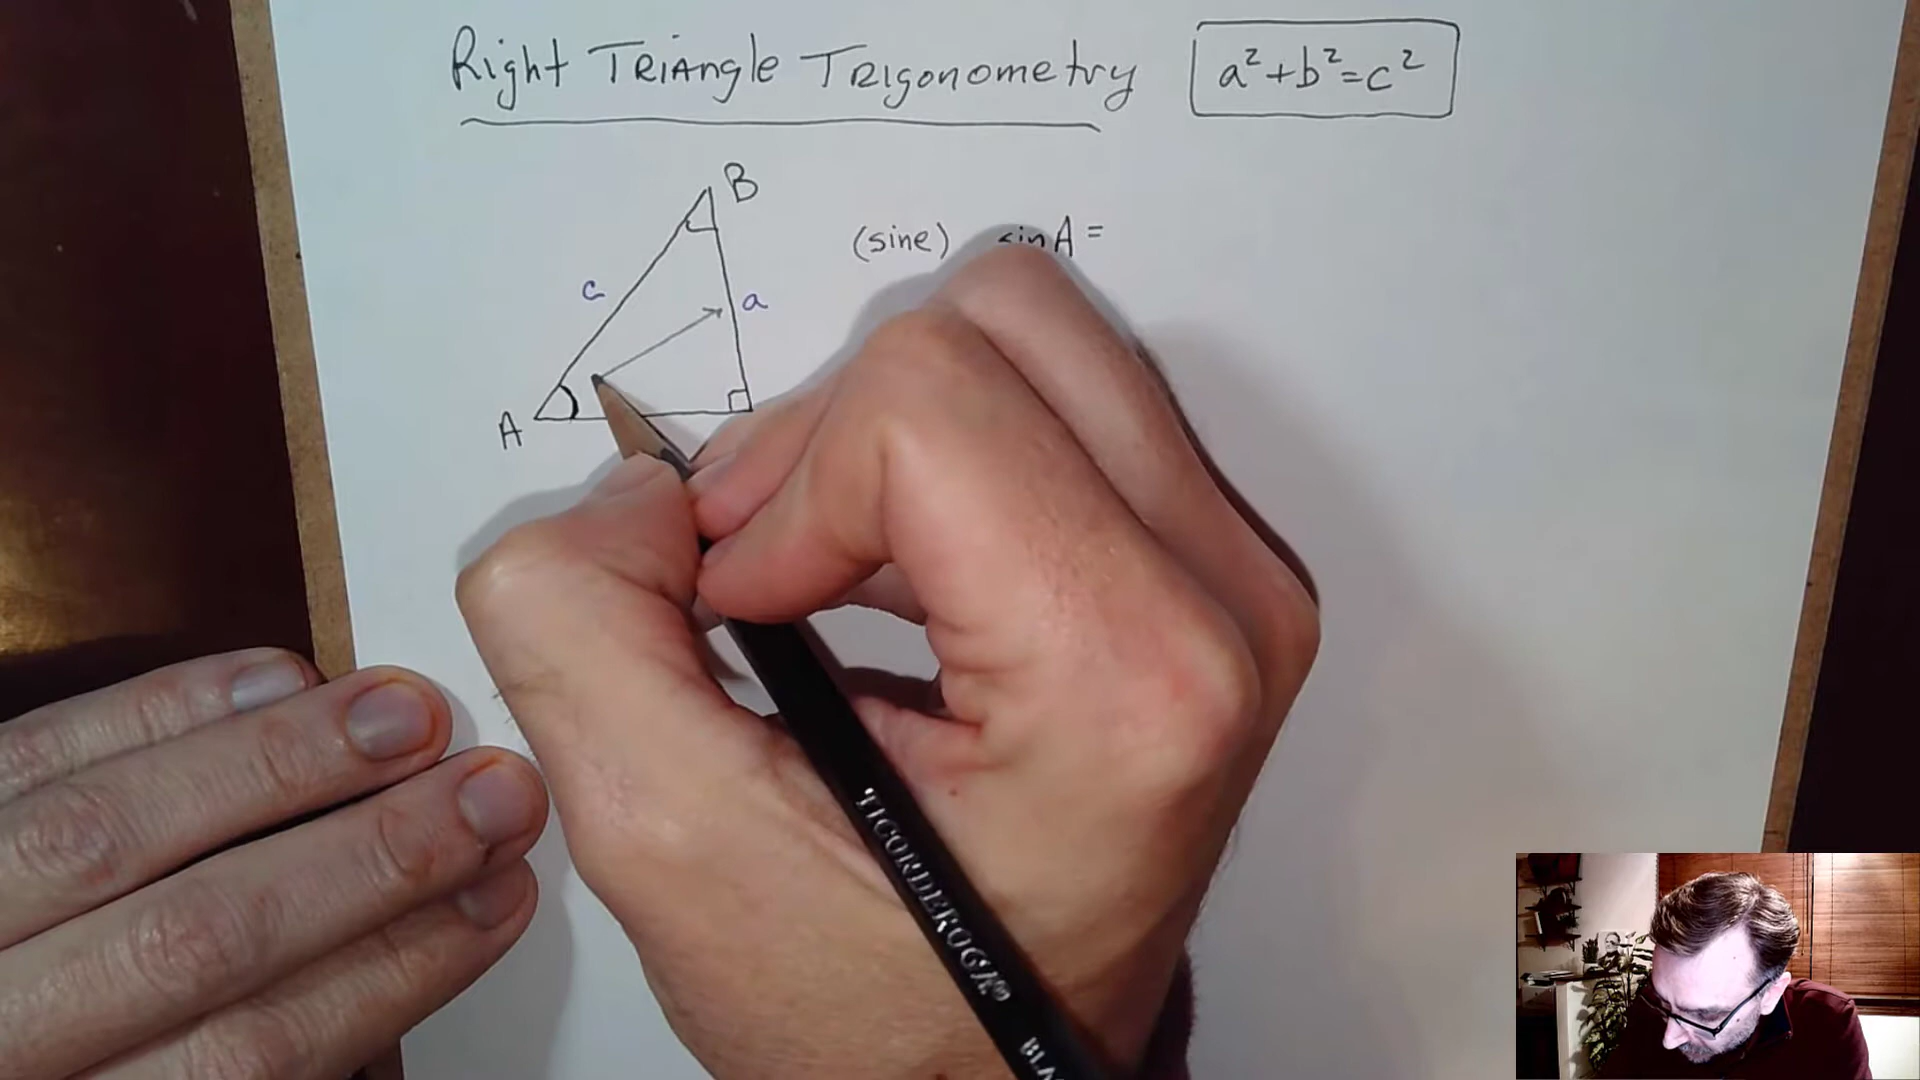 Right Triangle Trigonometry
a²+b²=c²
B
(sine) sin A =
c
a
A
TICONDEROGA®